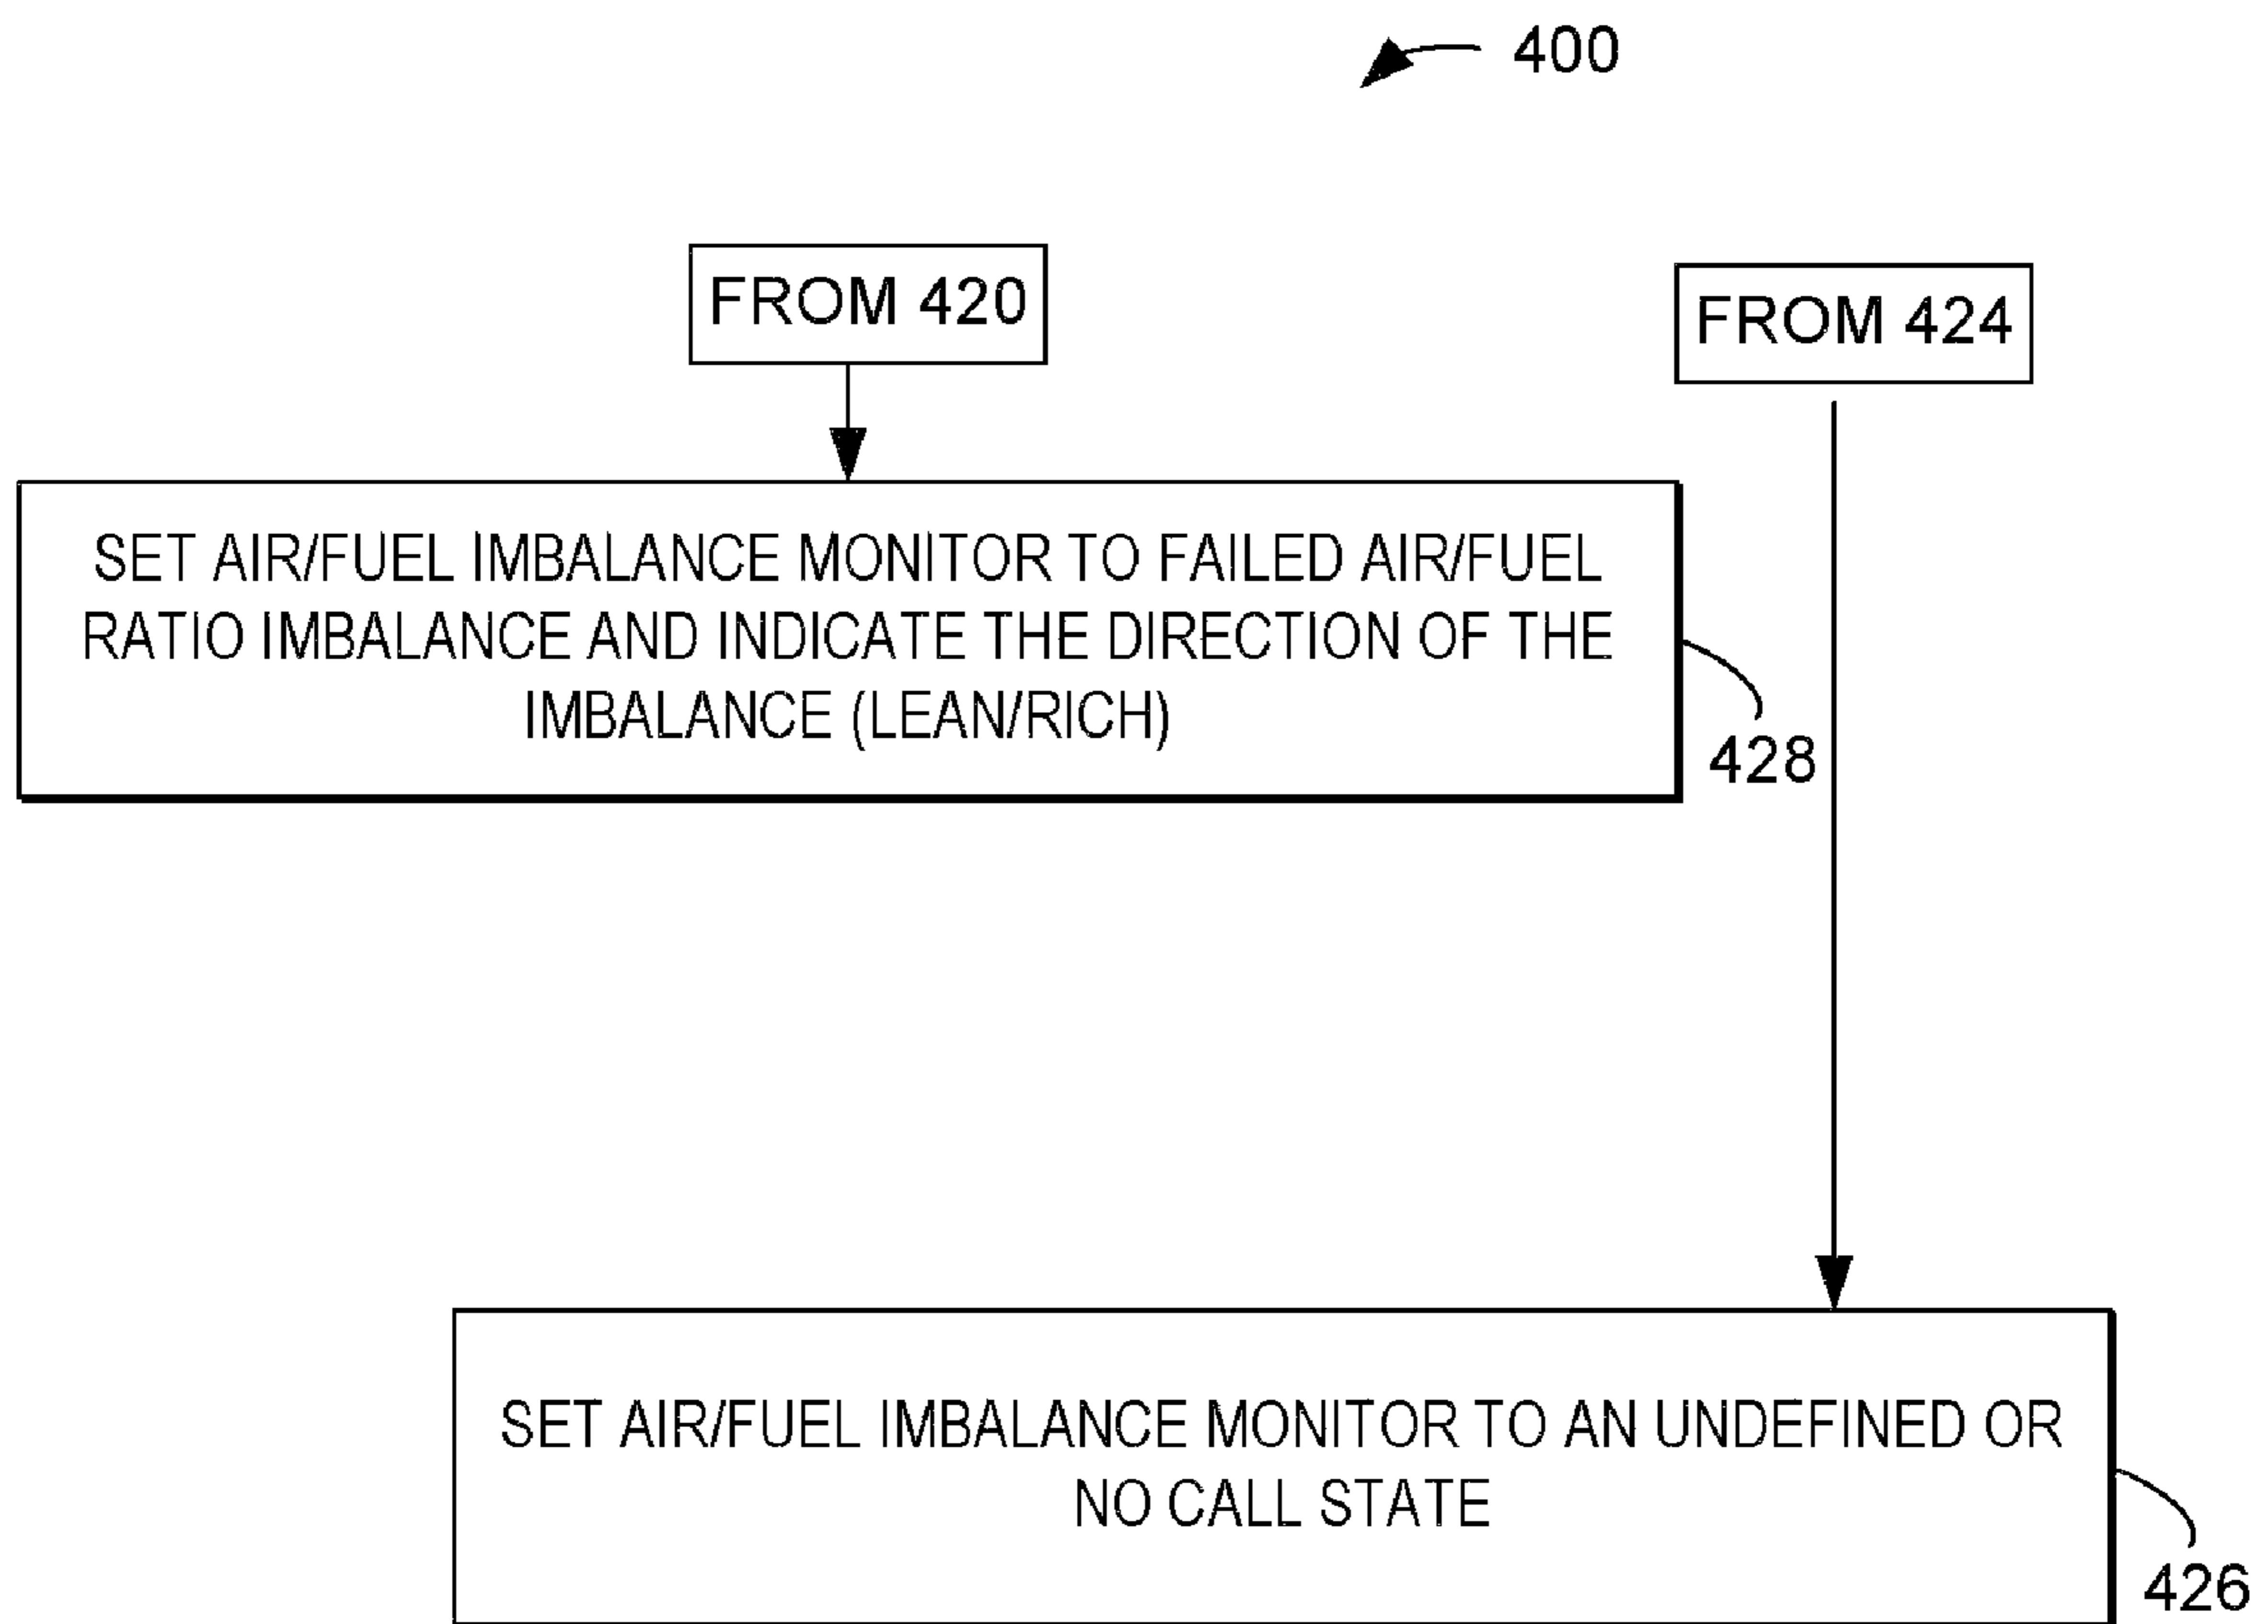 400
FROM 420
FROM 424
SET AIR/FUEL IMBALANCE MONITOR TO FAILED AIR/FUEL
RATIO IMBALANCE AND INDICATE THE DIRECTION OF THE
IMBALANCE (LEAN/RICH)
428
SET AIR/FUEL IMBALANCE MONITOR TO AN UNDEFINED OR
NO CALL STATE
426